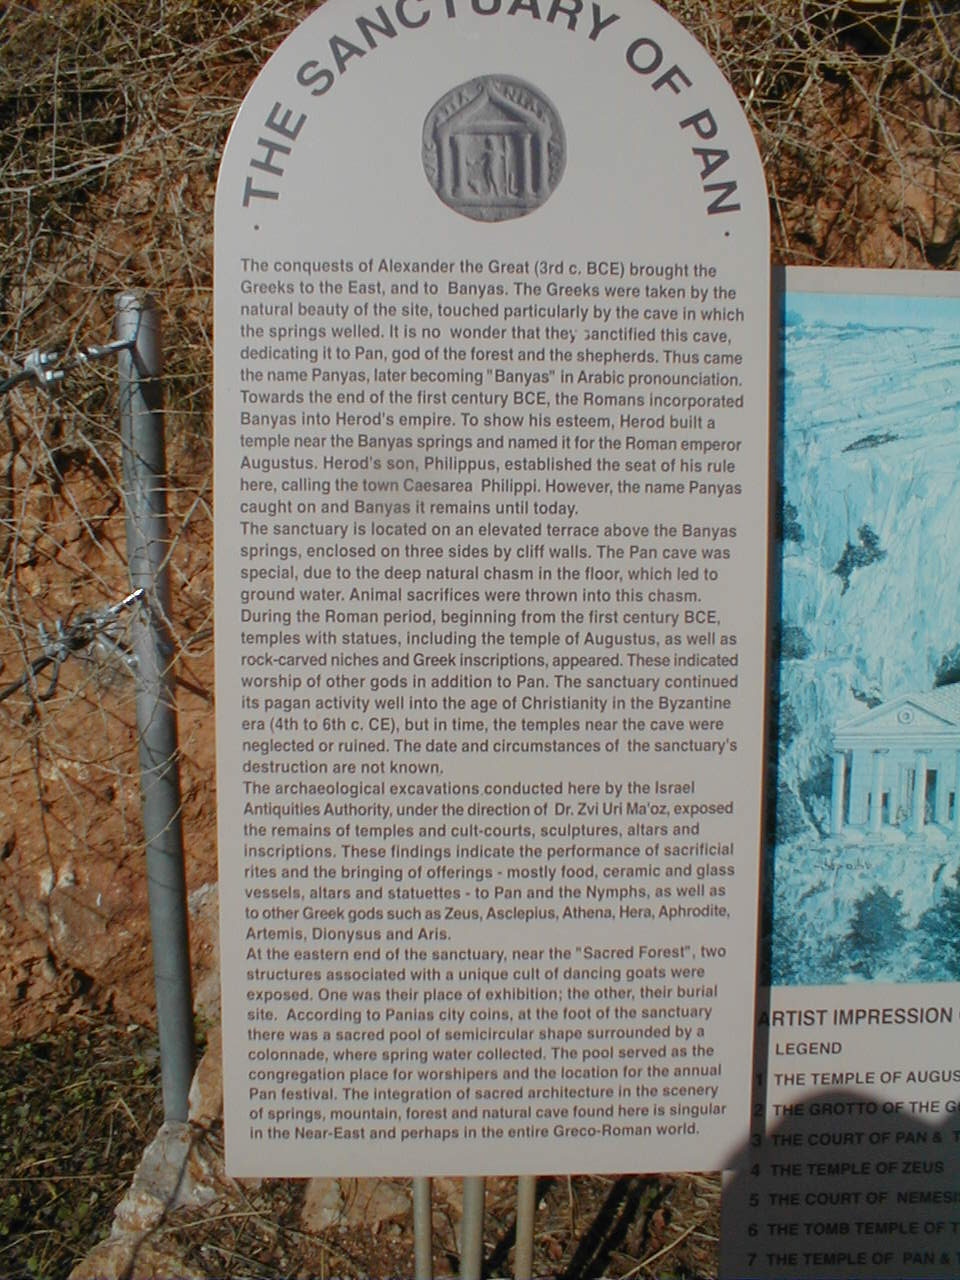 THE SANCTUARY OF PAN
The conquests of Alexander the Great (3rd c. BCE) brought the
Greeks to the East, and to Banyas. The Greeks were taken by the
natural beauty of the site, touched particularly by the cave in which
the springs welled. It is no wonder that they sanctified this cave,
dedicating it to Pan, god of the forest and the shepherds. Thus came
the name Panyas, later becoming "Banyas" in Arabic pronounciation.
Towards the end of the first century BCE, the Romans incorporated
Banyas into Herod's empire. To show his esteem, Herod built a
temple near the Banyas springs and named it for the Roman emperor
Augustus. Herod's son, Philippus, established the seat of his rule
here, calling the town Caesarea Philippi. However, the name Panyas
caught on and Banyas it remains until today.
The sanctuary is located on an elevated terrace above the Banyas
springs, enclosed on three sides by cliff walls. The Pan cave was
special, due to the deep natural chasm in the floor, which led to
ground water. Animal sacrifices were thrown into this chasm.
During the Roman period, beginning from the first century BCE,
temples with statues, including the temple of Augustus, as well as
rock-carved niches and Greek inscriptions, appeared. These indicated
worship of other gods in addition to Pan. The sanctuary continued
its pagan activity well into the age of Christianity in the Byzantine
era (4th to 6th c. CE), but in time, the temples near the cave were
neglected or ruined. The date and circumstances of the sanctuary's
destruction are not known.
The archaeological excavations conducted here by the Israel
Antiquities Authority, under the direction of Dr. Zvi Uri Ma'oz, exposed
the remains of temples and cult-courts, sculptures, altars and
inscriptions. These findings indicate the performance of sacrificial
rites and the bringing of offerings - mostly food, ceramic and glass
vessels, altars and statuettes - to Pan and the Nymphs, as well as
to other Greek gods such as Zeus, Asclepius, Athena, Hera, Aphrodite,
Artemis, Dionysus and Aris.
At the eastern end of the sanctuary, near the "Sacred Forest", two
structures associated with a unique cult of dancing goats were
exposed. One was their place of exhibition; the other, their burial
site. According to Panias city coins, at the foot of the sanctuary
there was a sacred pool of semicircular shape surrounded by a
colonnade, where spring water collected. The pool served as the
congregation place for worshipers and the location for the annual
Pan festival. The integration of sacred architecture in the scenery
of springs, mountain, forest and natural cave found here is singular
in the Near-East and perhaps in the entire Greco-Roman world.
ARTIST IMPRESSION
LEGEND
1 THE TEMPLE OF AUGUS
2 THE GROTTO OF THE G
3 THE COURT OF PAN & T
4 THE TEMPLE OF ZEUS
5 THE COURT OF NEMESI
6 THE TOMB TEMPLE OF T
7 THE TEMPLE OF PAN &